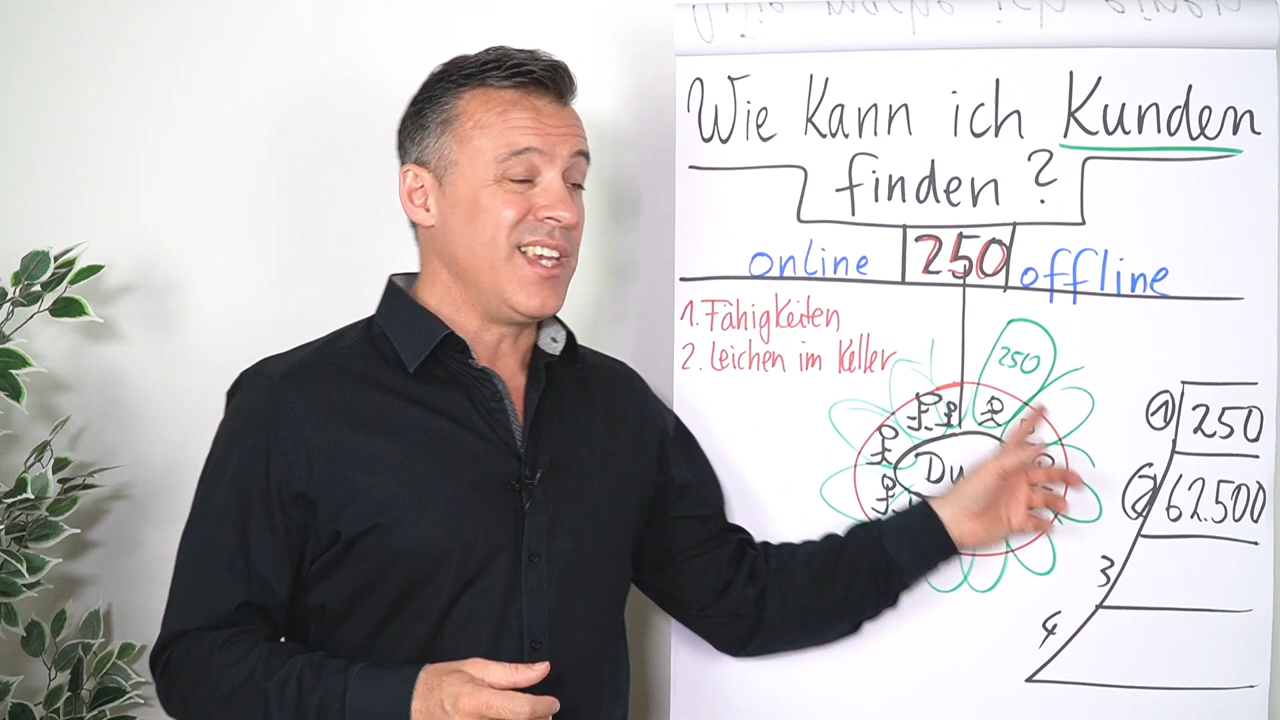 Wie kann ich Kunden
finden?
online 250 offline
1. Fähigkeiten
2. Leichen im Keller
250
Du
1 250
2 62.500
3
4